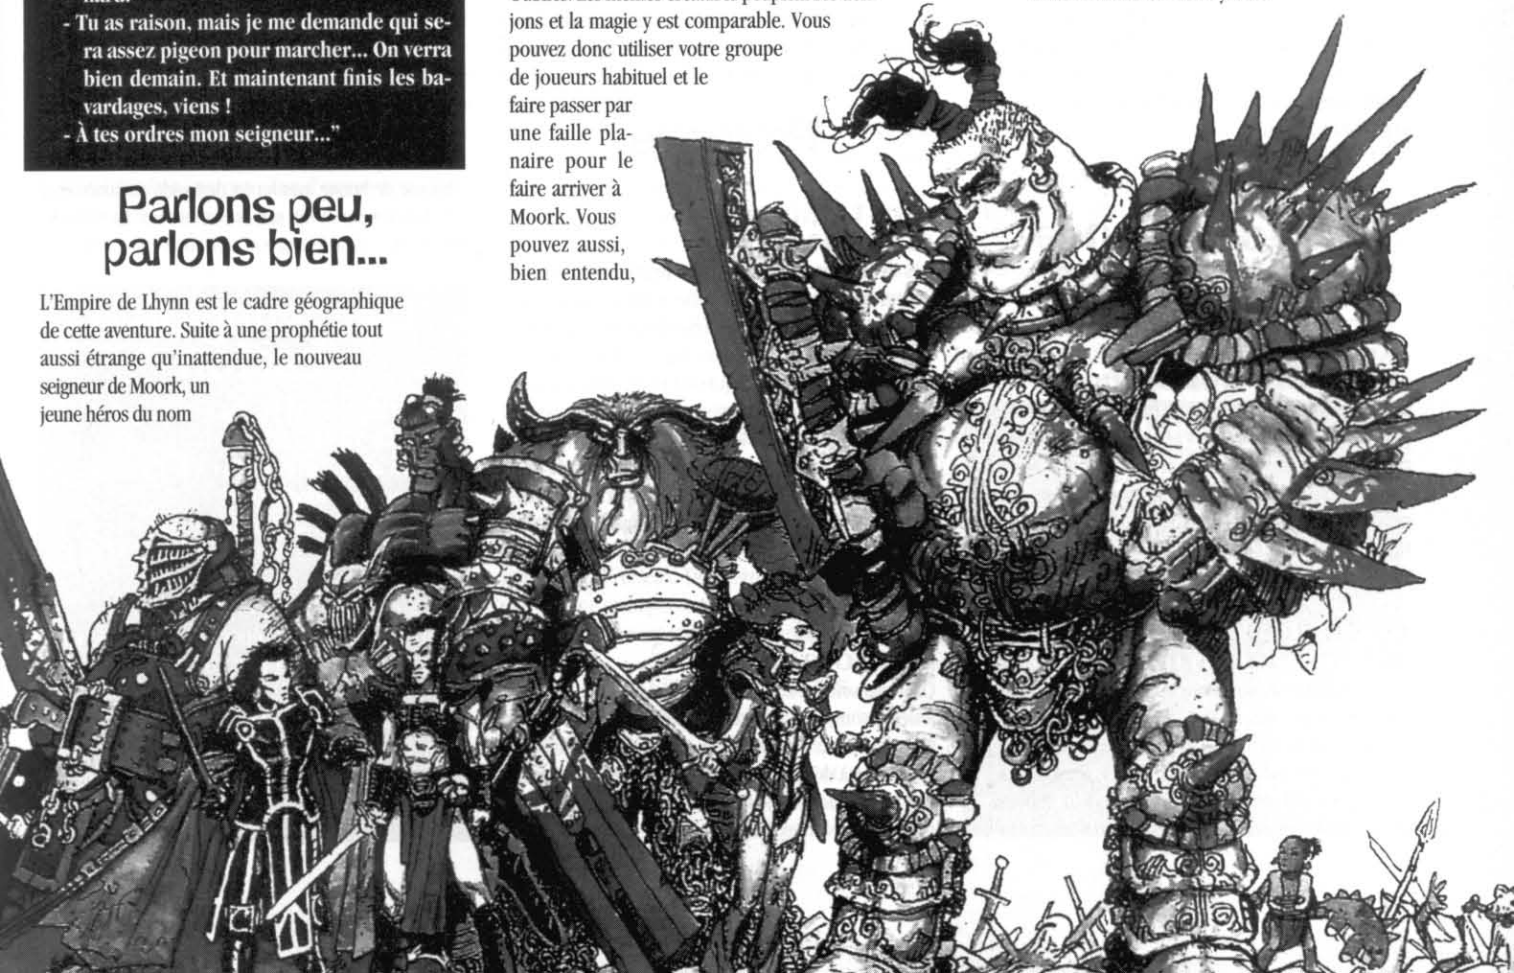 - Tu as raison, mais je me demande qui se-
ra assez pigeon pour marcher... On verra
bien demain. Et maintenant finis les ba-
vardages, viens !
- À tes ordres mon seigneur..."
Parlons peu,
parlons bien...
L'Empire de Lhynn est le cadre géographique
de cette aventure. Suite à une prophétie tout
aussi étrange qu'inattendue, le nouveau
seigneur de Moork, un
jeune héros du nom
jons et la magie y est comparable. Vous
pouvez donc utiliser votre groupe
de joueurs habituel et le
faire passer par
une faille pla-
naire pour le
faire arriver à
Moork. Vous
pouvez aussi,
bien entendu,